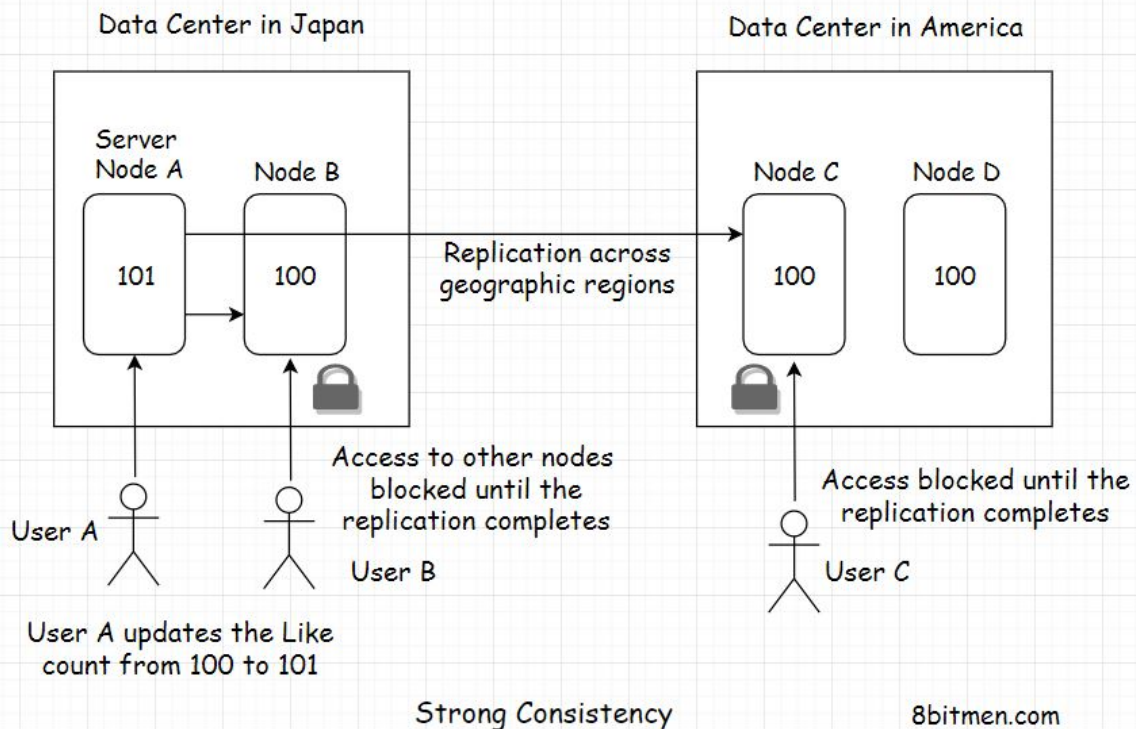 Data Center in Japan
Data Center in America
Server
Node A
Node B
Node C
Node D
101
100
100
100
Replication across
geographic regions
Access to other nodes
blocked until the
replication completes
Access blocked until the
replication completes
User A
User B
User C
User A updates the Like
count from 100 to 101
Strong Consistency
8bitmen.com